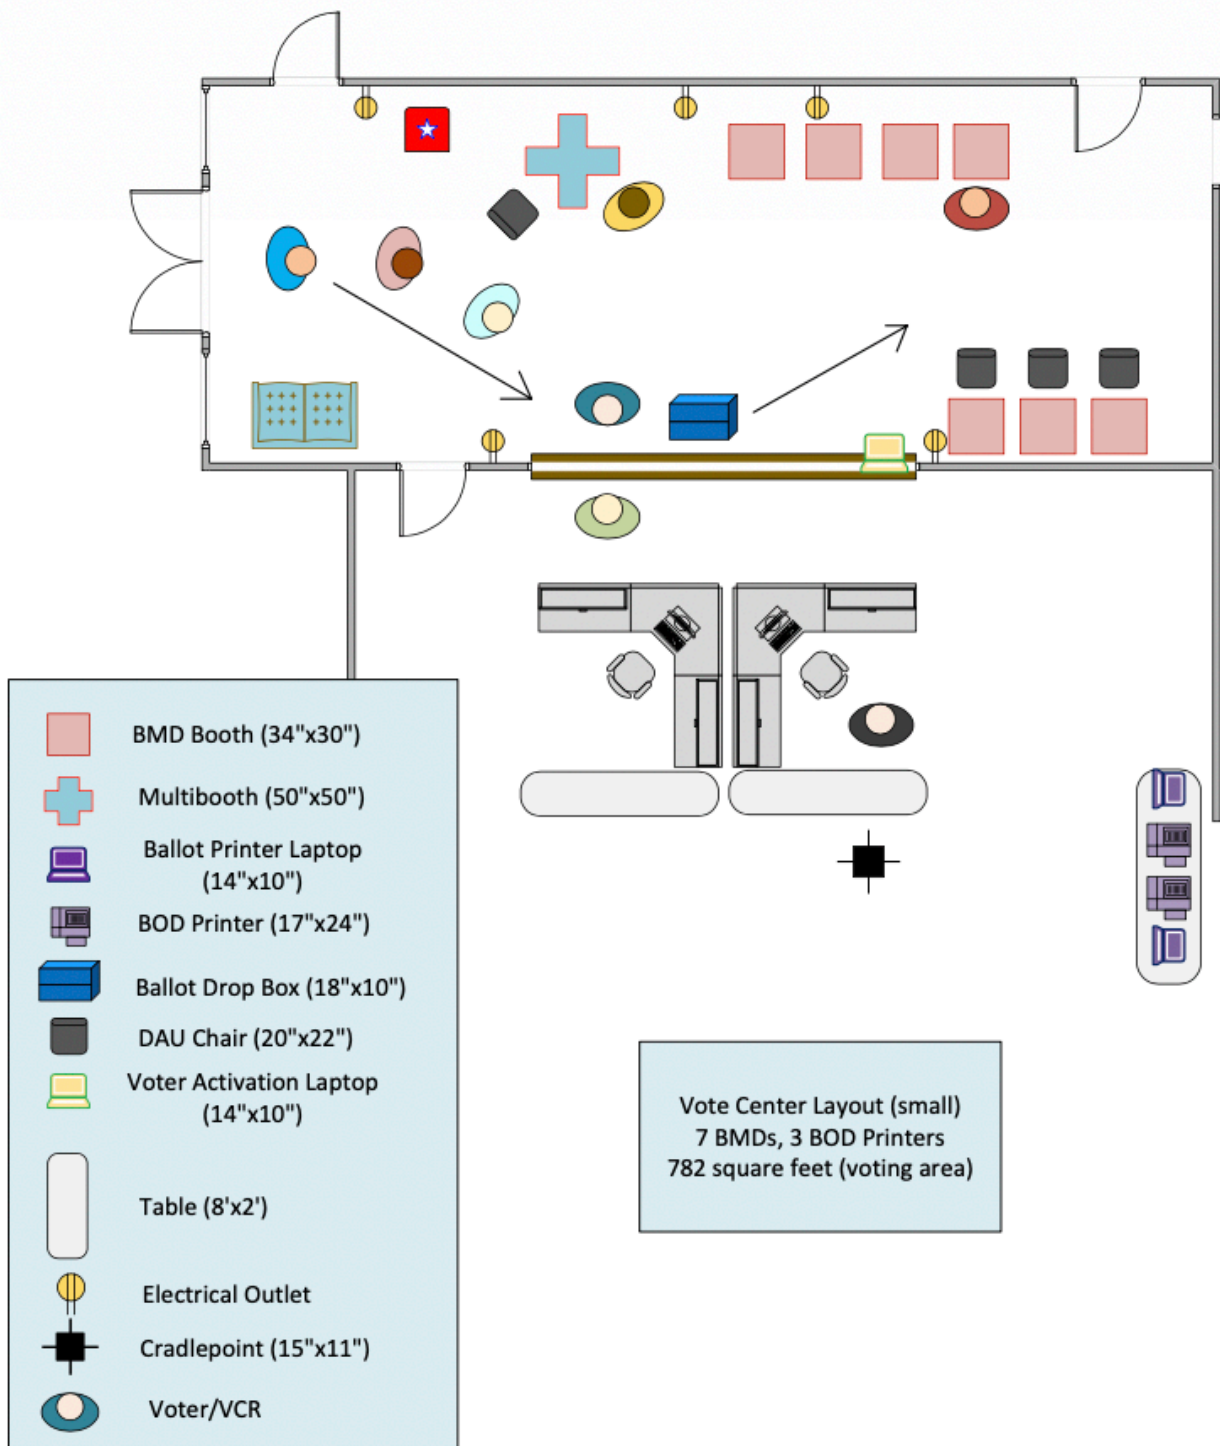 BMD Booth (34"x30")
Multibooth (50"x50")
Ballot Printer Laptop
(14"x10")
BOD Printer (17"x24")
Ballot Drop Box (18"x10")
DAU Chair (20"x22")
Voter Activation Laptop
(14"x10")
Table (8'x2')
Electrical Outlet
Cradlepoint (15"x11")
Voter/VCR
Vote Center Layout (small)
7 BMDs, 3 BOD Printers
782 square feet (voting area)